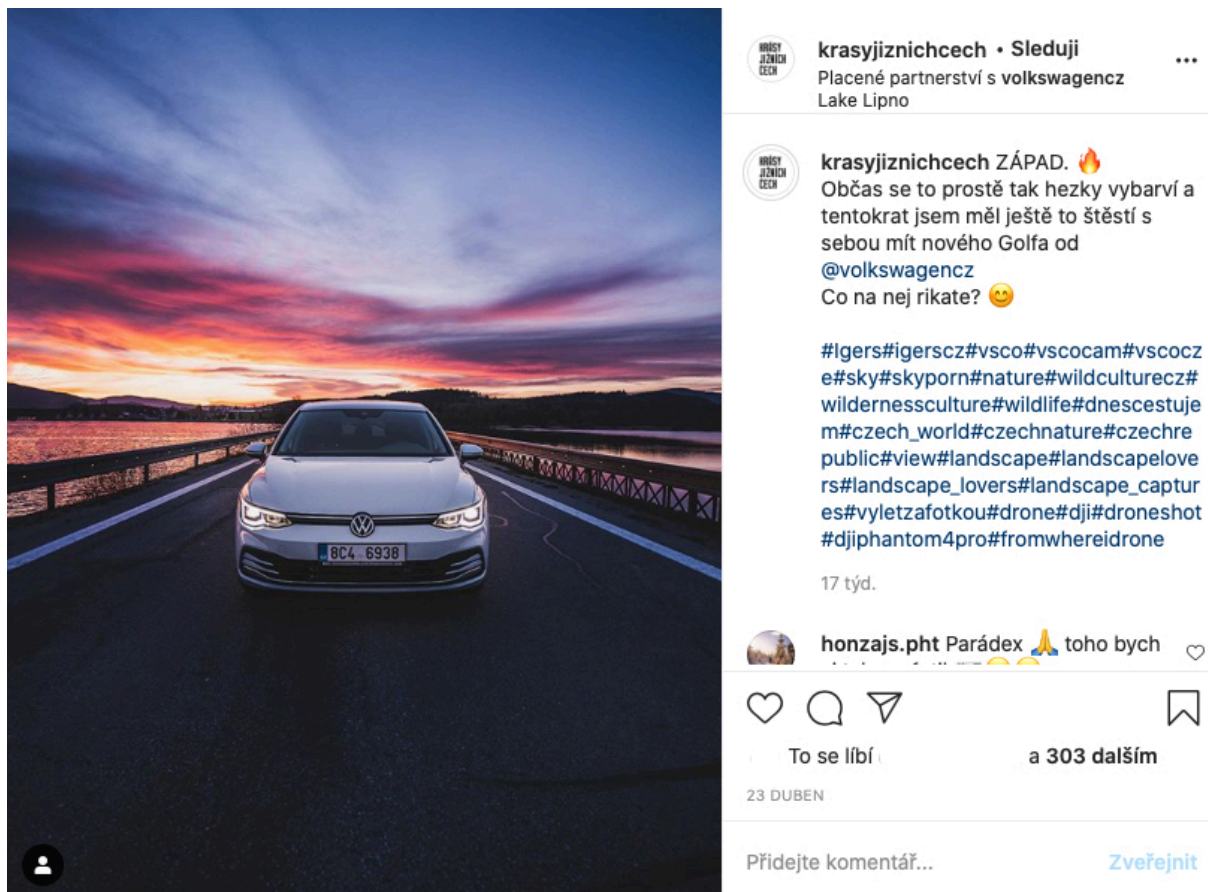 8C4 6938
KRÁSY
JIŽNÍCH
ČECH
krasyjiznichcech • Sleduji
Placené partnerství s volkswagencz
Lake Lipno
KRÁSY
JIŽNÍCH
ČECH
krasyjiznichcech ZÁPAD. 🔥
Občas se to prostě tak hezky vybarví a
tentokrat jsem měl ještě to štěstí s
sebou mít nového Golfa od
@volkswagencz
Co na nej rikate? 😊
#Igers#igerscz#vsco#vscocam#vscocz
e#sky#skyporn#nature#wildculturecz#
wildernessculture#wildlife#dnescestuje
m#czech_world#czechnature#czechre
public#view#landscape#landscapelove
rs#landscape_lovers#landscape_captur
es#vyletzafotkou#drone#dji#droneshot
#djiphantom4pro#fromwhereidrone
17 týd.
honzajs.pht Parádex 🙏 toho bych
To se líbí a 303 dalším
23 DUBEN
Přidejte komentář...
Zveřejnit